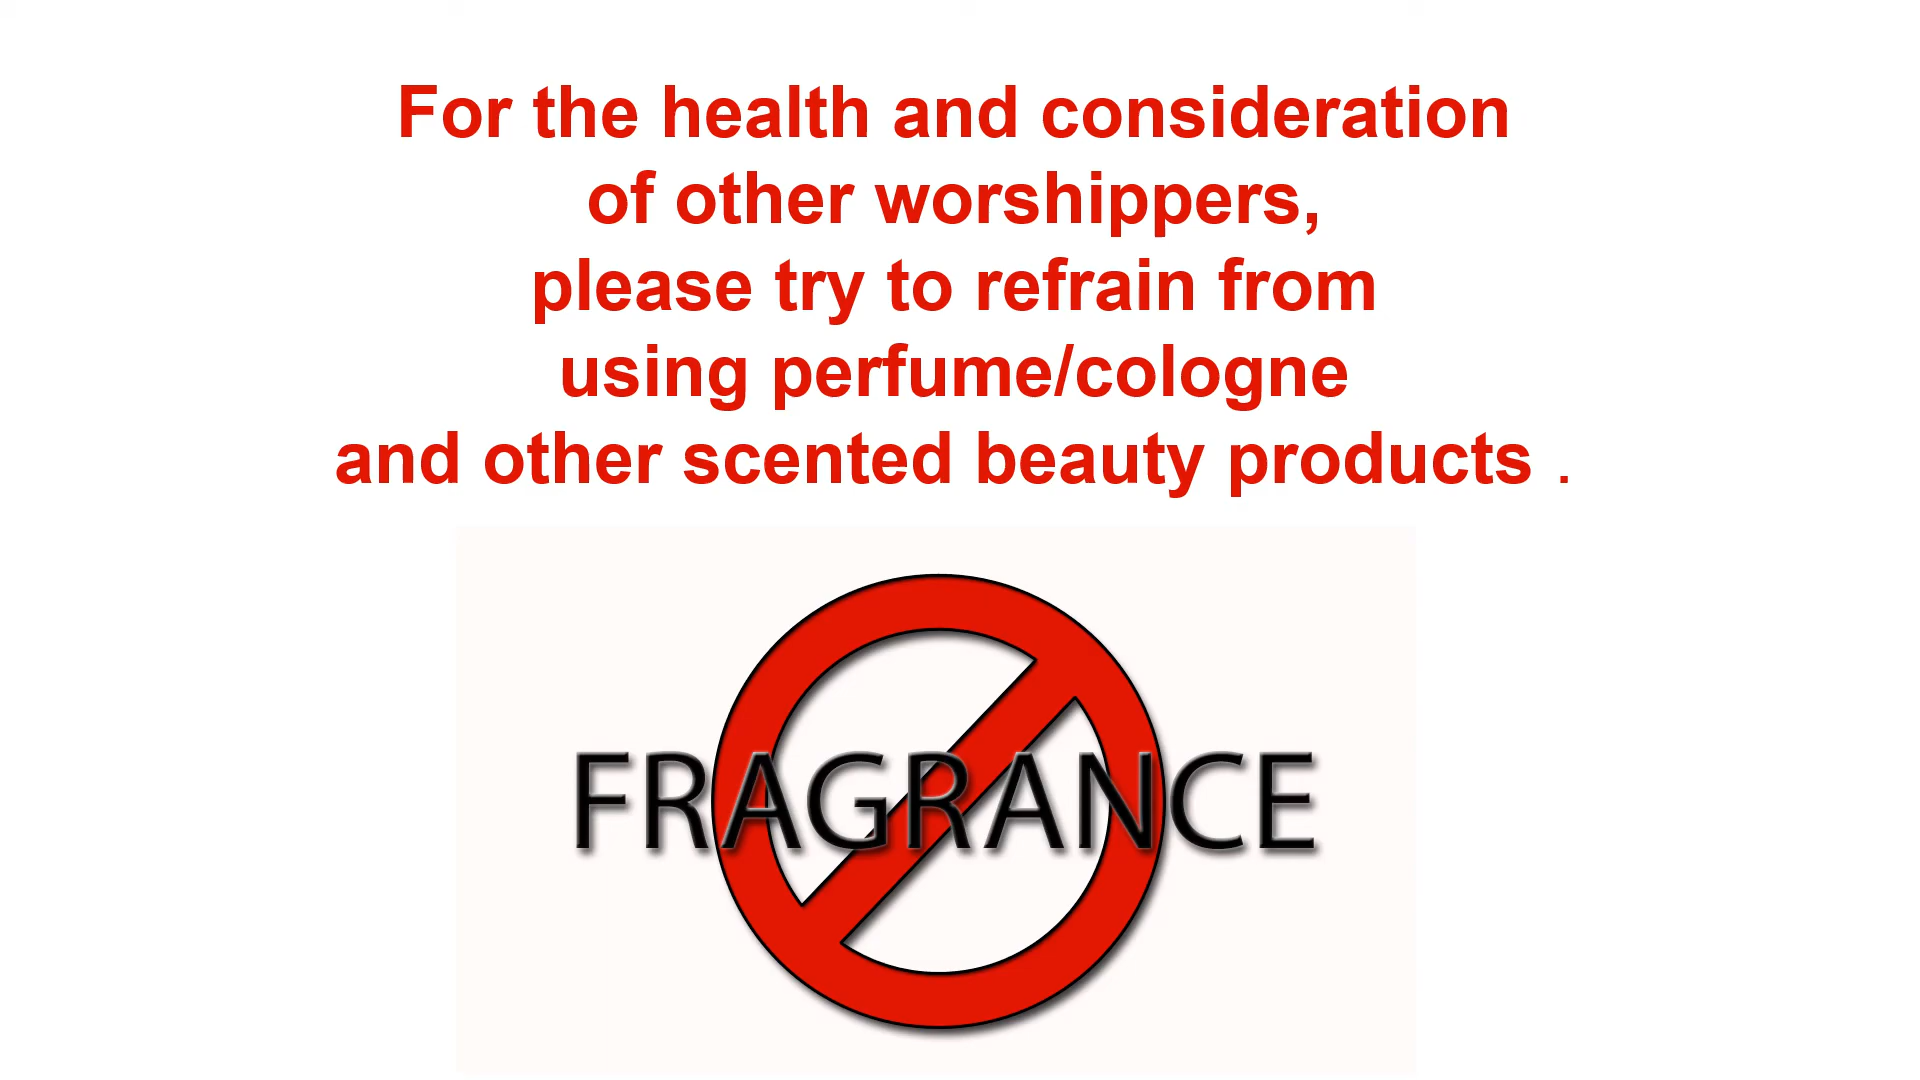 For the health and consideration
of other worshippers,
please try to refrain from
using perfume/cologne
and other scented beauty products .
FRAGRANCE